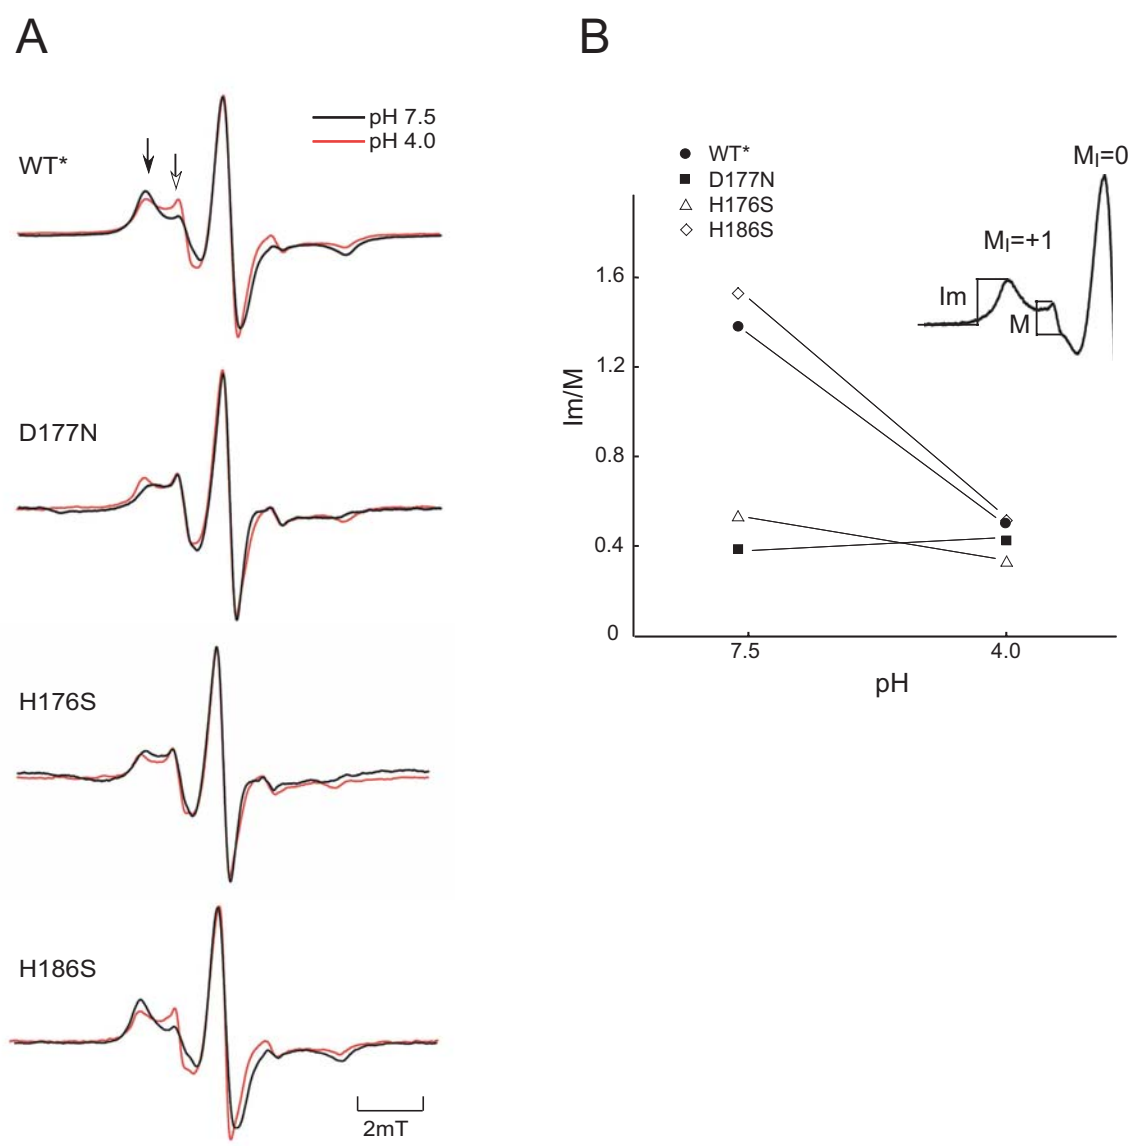 A
pH 7.5
pH 4.0
WT*
D177N
H176S
H186S
2mT
B
WT*
D177N
H176S
H186S
MI=0
MI=+1
Im
M
Im/M
1.6
1.2
0.8
0.4
0
7.5
4.0
pH